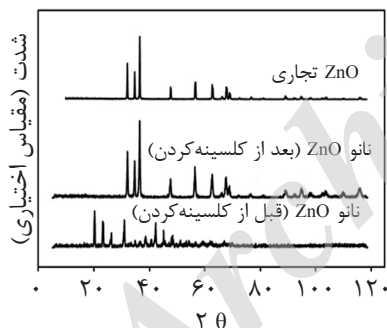 شدت (مقیاس اختیاری)
ZnO تجاری
نانو ZnO (بعد از کلسینه‌کردن)
نانو ZnO (قبل از کلسینه‌کردن)
۰ ۲۰ ۴۰ ۶۰ ۸۰ ۱۰۰ ۱۲۰
۲ θ